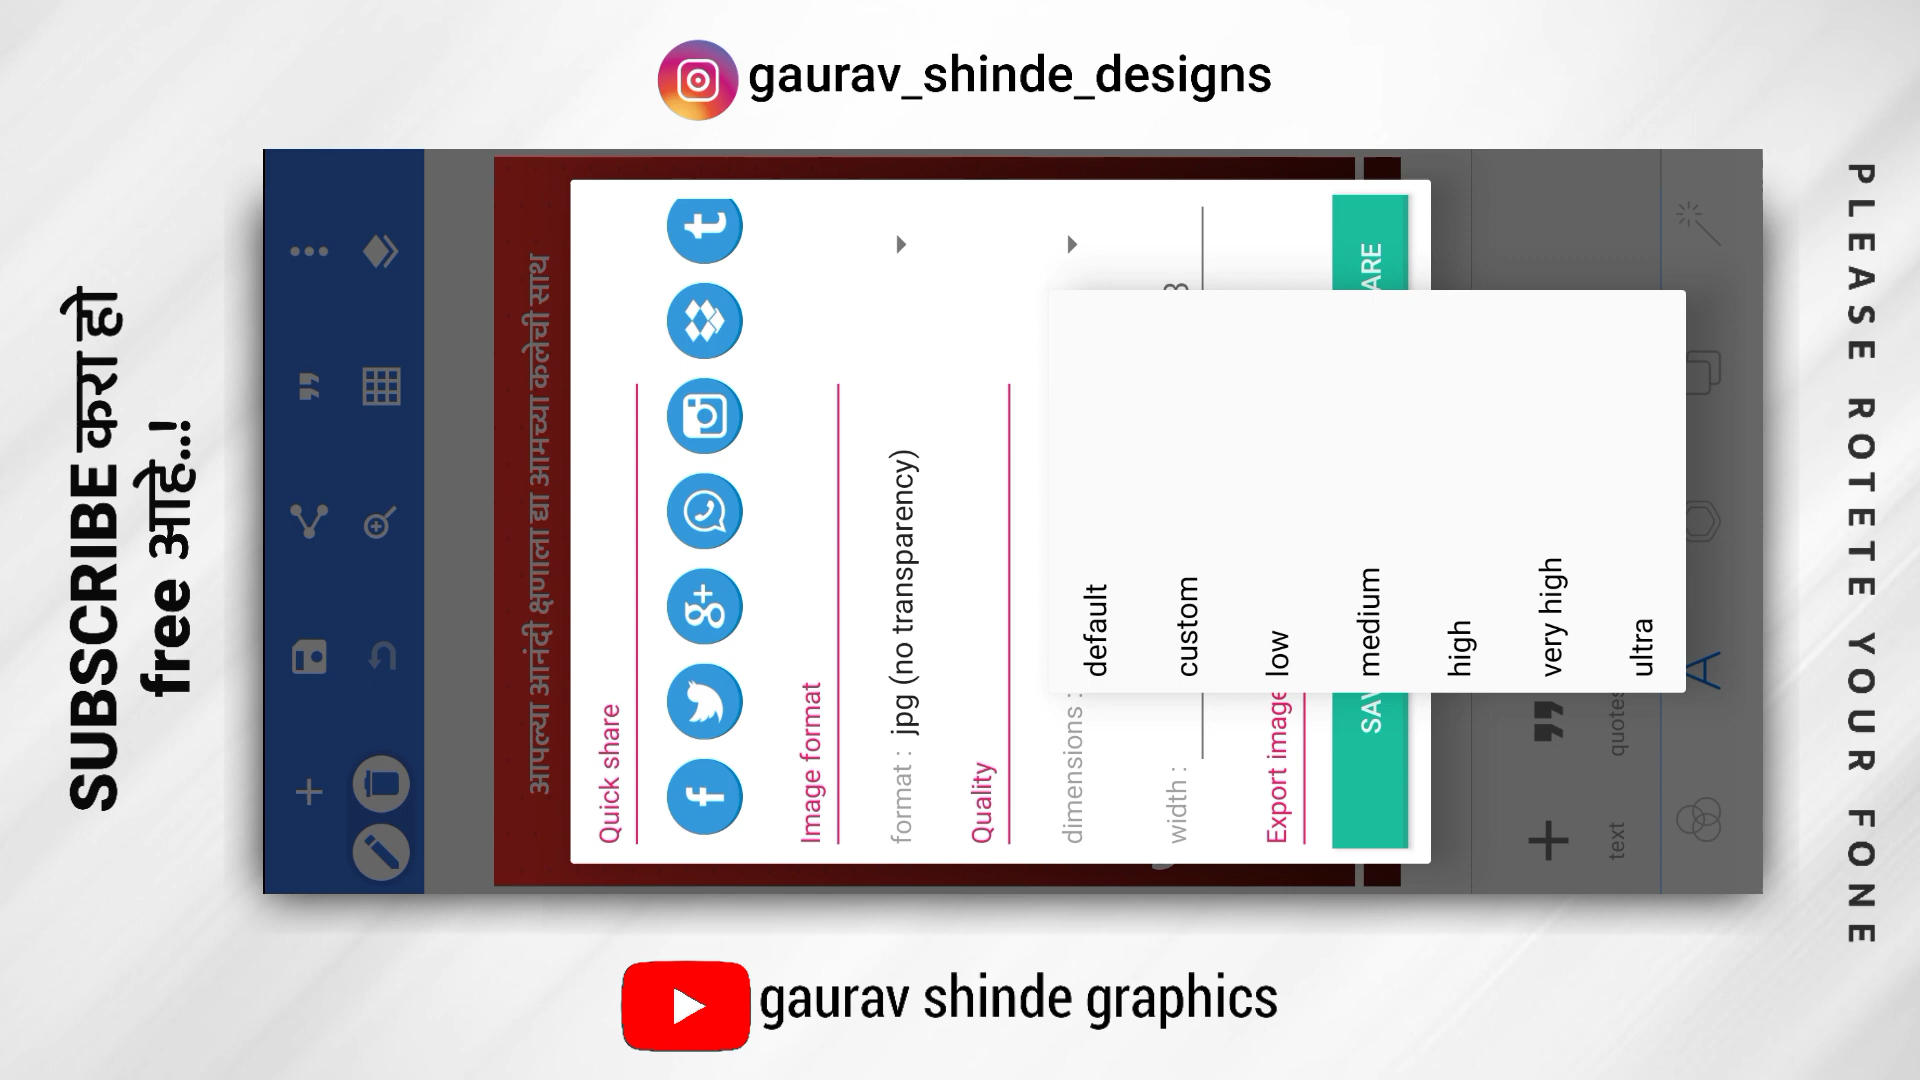 gaurav_shinde_designs
SUBSCRIBE करा हो
free आहे..!
आपल्या आनंदी क्षणाला द्या आमच्या कलेची साथ
Quick share
Image format
format : jpg (no transparency)
Quality
dimensions :
width :
Export image
default
custom
low
medium
high
very high
ultra
text
quotes
PLEASE ROTETE YOUR FONE
gaurav shinde graphics